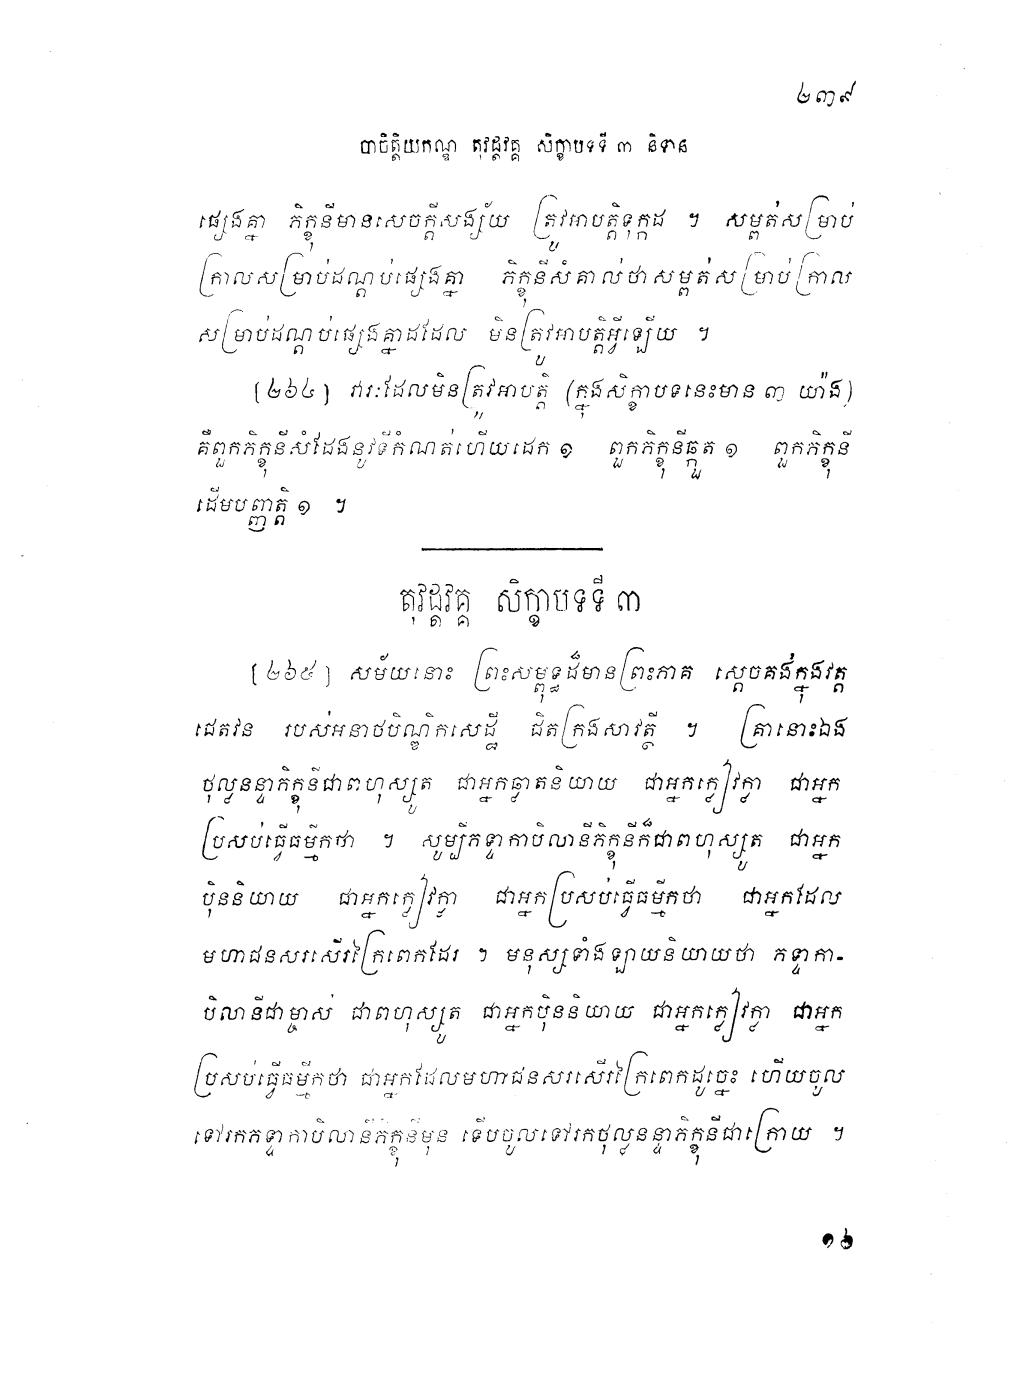 ២៣៩
បាចិត្តិយកណ្ឌ តុវដ្តវគ្គ សិក្ខាបទទី ៣ និទាន
ផ្សេងគ្នា ភិក្ខុនីមានសេចក្តីសង្ស័យ ត្រូវអាបត្តិទុក្កដ ។ សម្ពត់សម្រាប់
ក្រាលសម្រាប់ដណ្តប់ផ្សេងគ្នា ភិក្ខុនីសំគាល់ថាសម្ពត់សម្រាប់ក្រាល
សម្រាប់ដណ្តប់ផ្សេងគ្នាដដែល មិនត្រូវអាបត្តិអ្វីឡើយ ។
[២៦៤] វារៈដែលមិនត្រូវអាបត្តិ (ក្នុងសិក្ខាបទនេះមាន ៣ យ៉ាង)
គឺពួកភិក្ខុនីសំដែងនូវទីកំណត់ហើយដេក ១ ពួកភិក្ខុនីឆ្កួត ១ ពួកភិក្ខុនី
ដើមបញ្ញត្តិ ១ ។
តុវដ្តវគ្គ សិក្ខាបទទី ៣
[២៦៥] សម័យនោះ ព្រះសម្ពុទ្ធដ៏មានព្រះភាគ ស្តេចគង់ក្នុងវត្ត
ជេតវន របស់អនាថបិណ្ឌិកសេដ្ឋី ជិតក្រុងសាវត្ថី ។ គ្រានោះឯង
ថុល្លនន្ទាភិក្ខុនីជាពហុស្សូត ជាអ្នកធ្លាតនិយាយ ជាអ្នកក្លៀវក្លា ជាអ្នក
ប្រសប់ធ្វើធម្មីកថា ។ សូម្បីភទ្ទាកាបិលានីភិក្ខុនីក៏ជាពហុស្សូត ជាអ្នក
ប៉ិននិយាយ ជាអ្នកក្លៀវក្លា ជាអ្នកប្រសប់ធ្វើធម្មីកថា ជាអ្នកដែល
មហាជនសរសើរក្រៃពេកដែរ ។ មនុស្សទាំងឡាយនិយាយថា ភទ្ទាកា-
បិលានីជាម្ចាស់ ជាពហុស្សូត ជាអ្នកប៉ិននិយាយ ជាអ្នកក្លៀវក្លា ជាអ្នក
ប្រសប់ធ្វើធម្មីកថា ជាអ្នកដែលមហាជនសរសើរក្រៃពេកដូច្នេះ ហើយចូល
ទៅរកភទ្ទាកាបិលានីភិក្ខុនីមុន ទើបចូលទៅរកថុល្លនន្ទាភិក្ខុនីជាក្រោយ ។
១៦